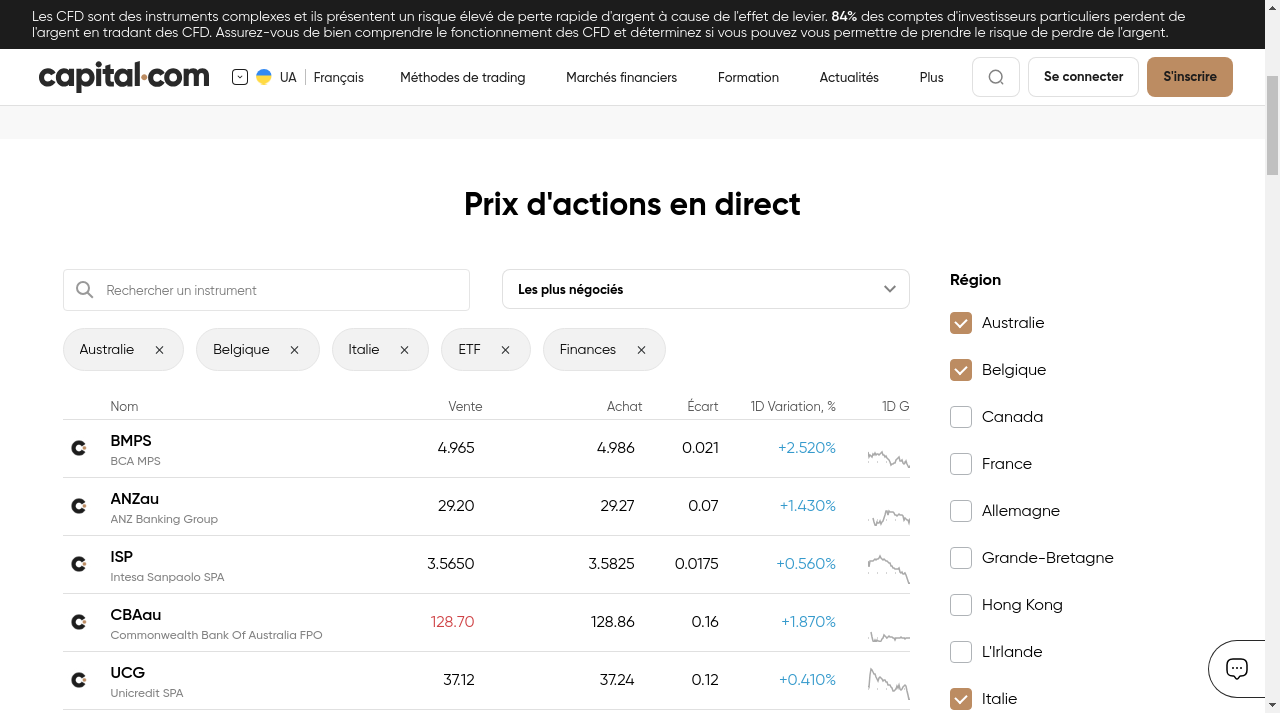 Les CFD sont des instruments complexes et ils présentent un risque élevé de perte rapide d'argent à cause de l'effet de levier. 84% des comptes d'investisseurs particuliers perdent de
l'argent en tradant des CFD. Assurez-vous de bien comprendre le fonctionnement des CFD et déterminez si vous pouvez vous permettre de prendre le risque de perdre de l'argent.
capital.com UA Français Méthodes de trading Marchés financiers Formation Actualités Plus Se connecter S'inscrire
Prix d'actions en direct
Rechercher un instrument
Les plus négociés
Australie Belgique Italie ETF Finances
Nom Vente Achat Écart 1D Variation, % 1D G
BMPS 4.965 4.986 0.021 +2.520%
BCA MPS
ANZau 29.20 29.27 0.07 +1.430%
ANZ Banking Group
ISP 3.5650 3.5825 0.0175 +0.560%
Intesa Sanpaolo SPA
CBAau 128.70 128.86 0.16 +1.870%
Commonwealth Bank Of Australia FPO
UCG 37.12 37.24 0.12 +0.410%
Unicredit SPA
Région
Australie
Belgique
Canada
France
Allemagne
Grande-Bretagne
Hong Kong
L'Irlande
Italie